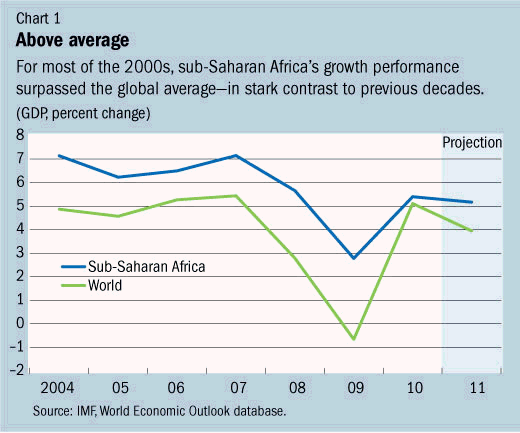 Chart 1
Above average
For most of the 2000s, sub-Saharan Africa's growth performance
surpassed the global average—in stark contrast to previous decades.
(GDP, percent change)
8
Projection
7
6
5
4
3
2
1
0
–1
–2
Sub-Saharan Africa
World
2004 05 06 07 08 09 10 11
Source: IMF, World Economic Outlook database.